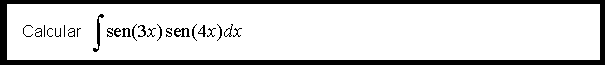 Calcular ∫ sen(3x) sen(4x)dx